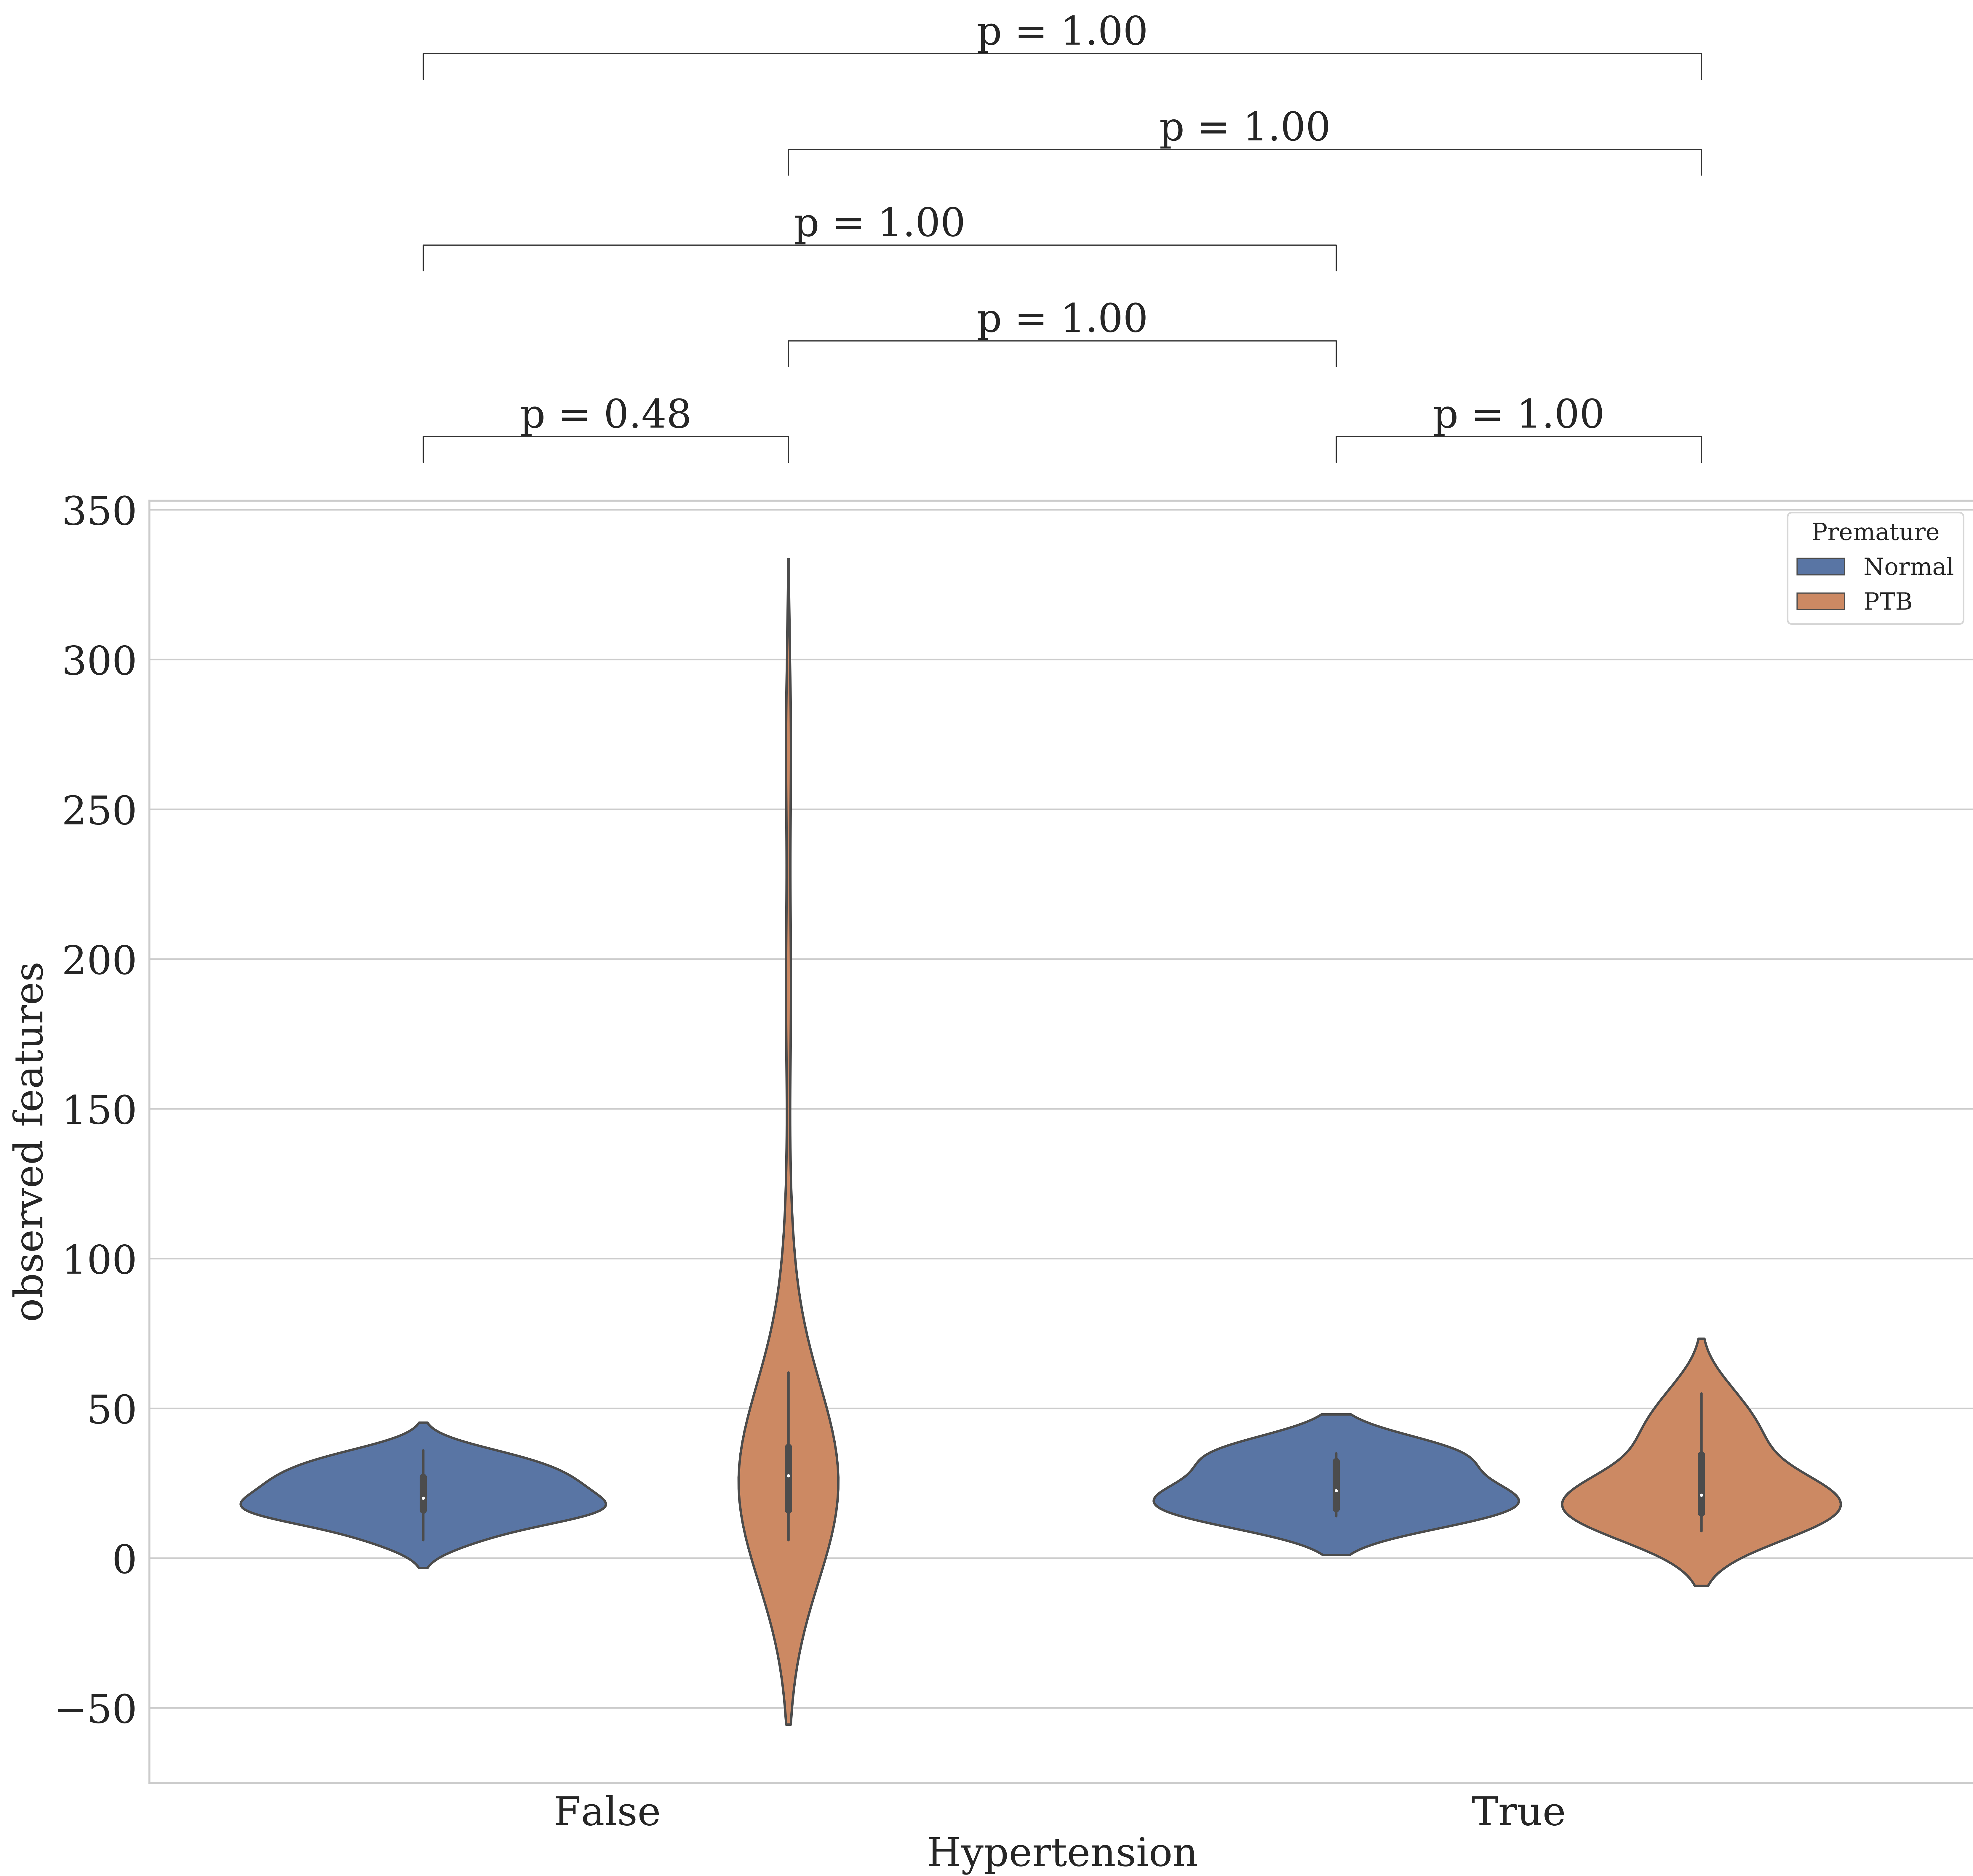 p = 1.00
p = 1.00
p = 1.00
p = 1.00
p = 0.48
p = 1.00
350
300
250
200
150
100
50
0
−50
observed features
Premature
Normal
PTB
False
True
Hypertension